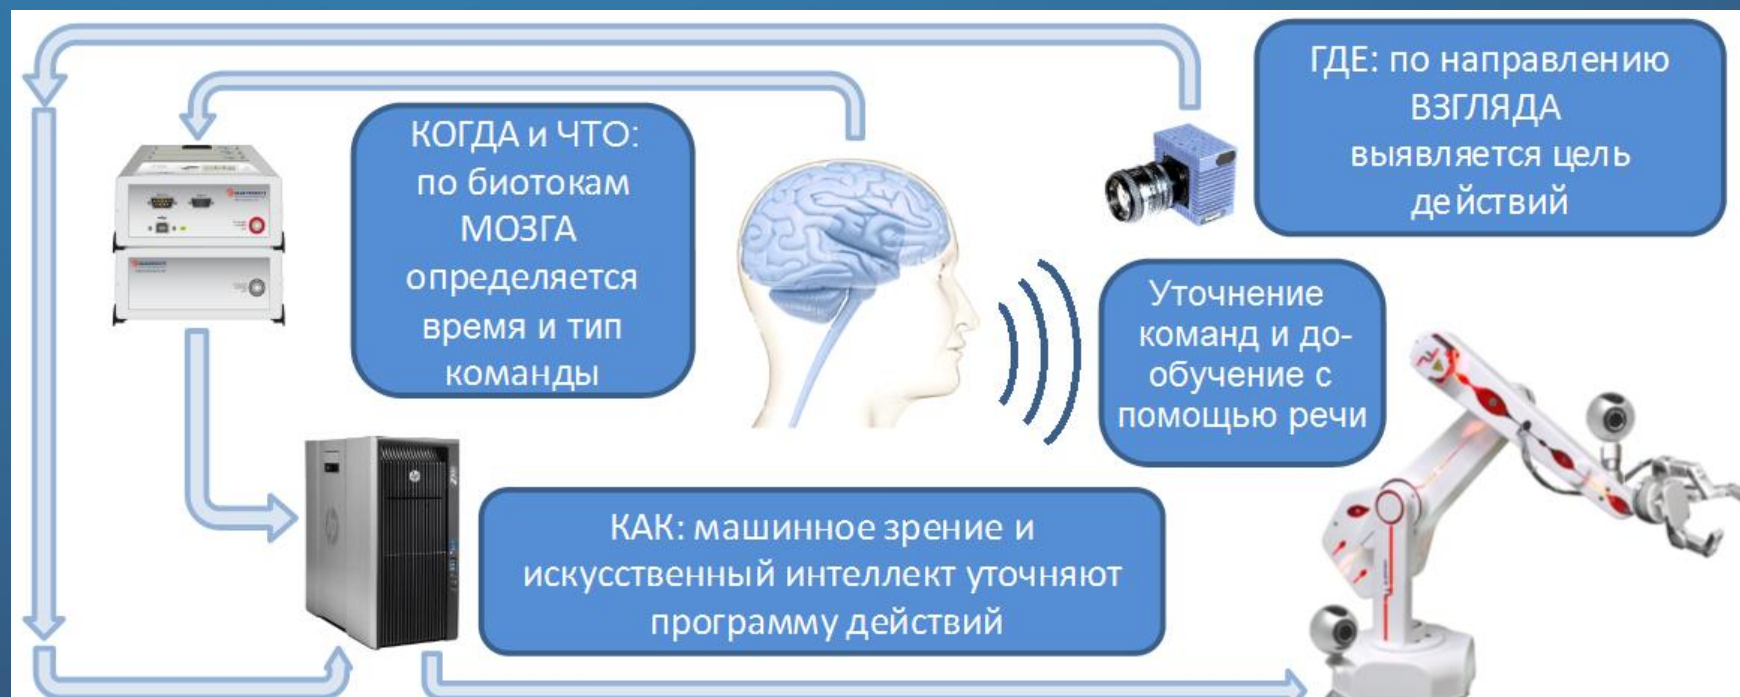 ГДЕ: по направлению
ВЗГЛЯДА
выявляется цель
действий
КОГДА и ЧТО:
по биотокам
МОЗГА
определяется
время и тип
команды
Уточнение
команд и до-
обучение с
помощью речи
КАК: машинное зрение и
искусственный интеллект уточняют
программу действий
hp